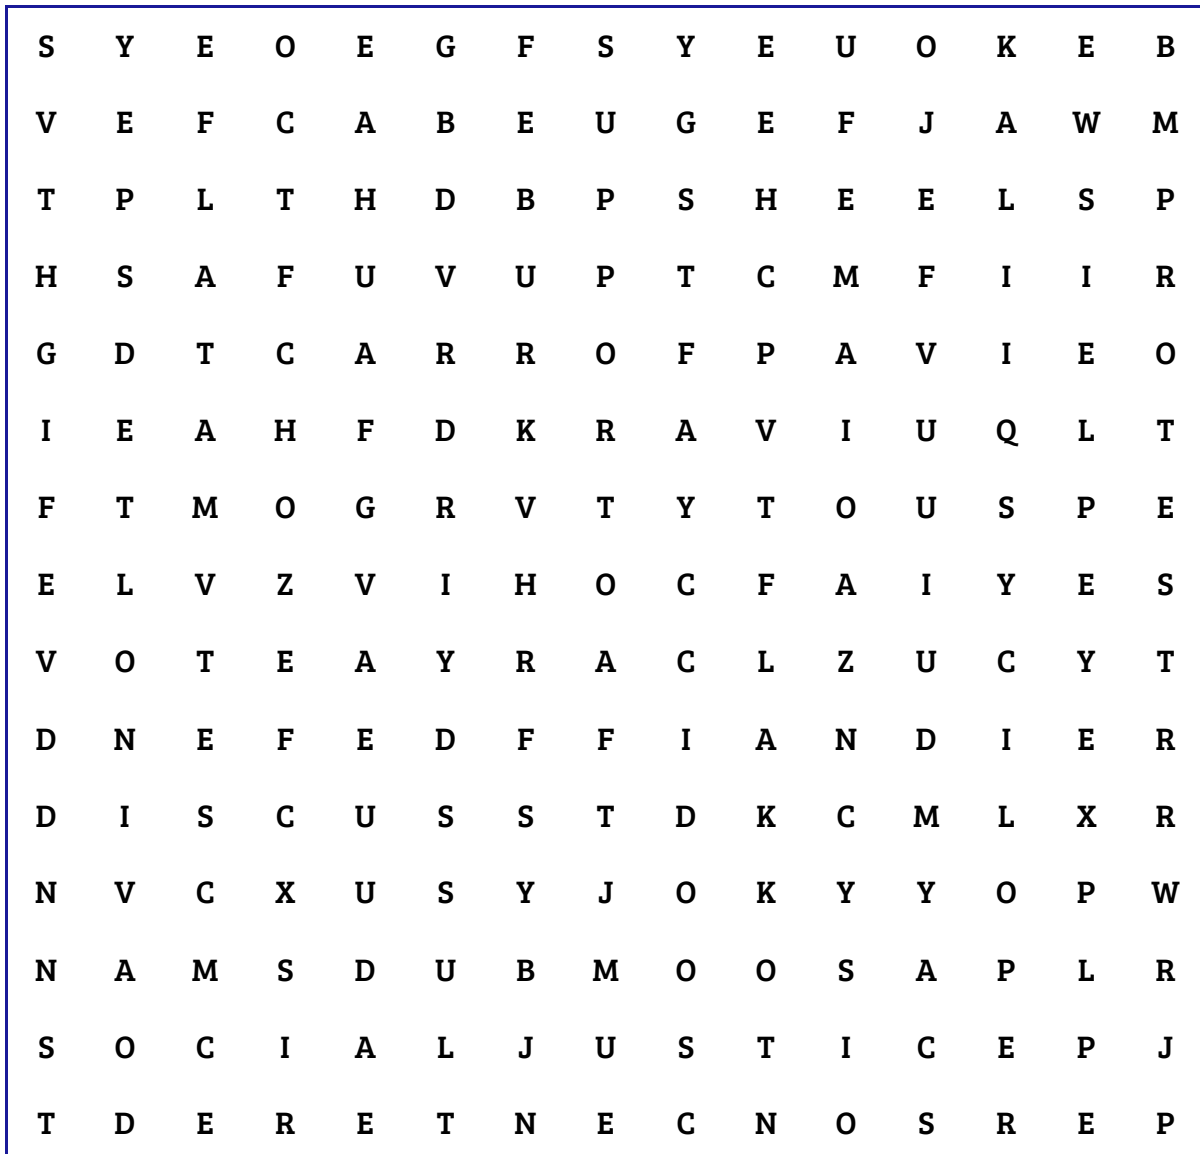 S Y E O E G F S Y E U O K E B
V E F C A B E U G E F J A W M
T P L T H D B P S H E E L S P
H S A F U V U P T C M F I I R
G D T C A R R O F P A V I E O
I E A H F D K R A V I U Q L T
F T M O G R V T Y T O U S P E
E L V Z V I H O C F A I Y E S
V O T E A Y R A C L Z U C Y T
D N E F E D F F I A N D I E R
D I S C U S S T D K C M L X R
N V C X U S Y J O K Y Y O P W
N A M S D U B M O O S A P L R
S O C I A L J U S T I C E P J
T D E R E T N E C N O S R E P